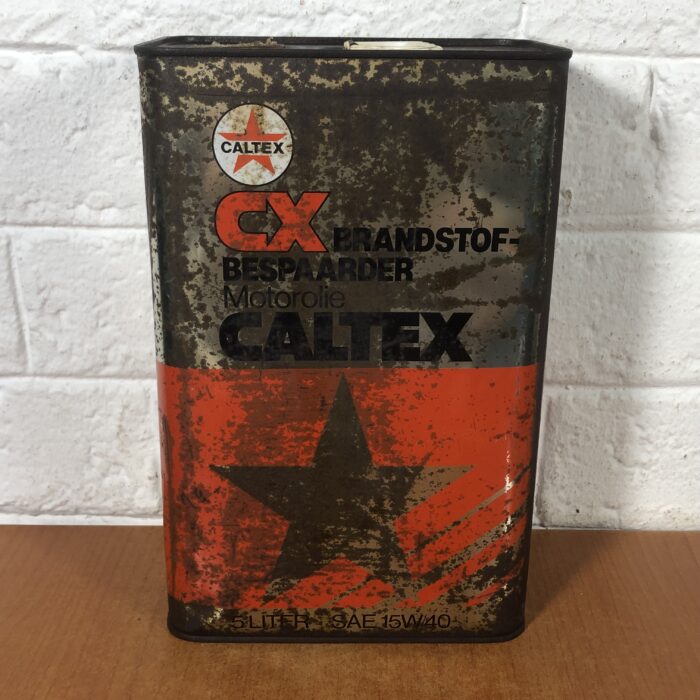 CALTEX
CX BRANDSTOF-
BESPAARDER
Motorolie
CALTEX
5 LITER SAE 15W/40